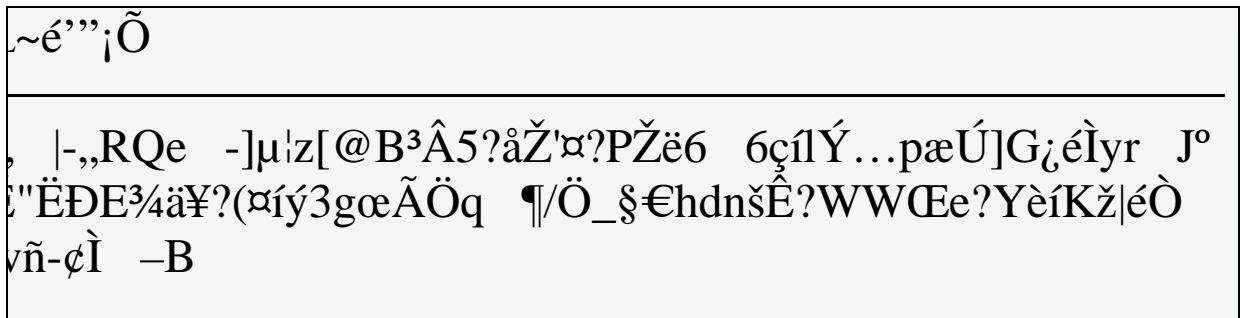 ~é’”¡Õ
|-„RQe -]µ¦z[@B³Â5?åŽ'¤?PŽë6 6çílÝ…pæÚ]G¿éÌyr Jº
"ËÐE¾ä¥?(¤íý3gœÃÖq ¶/Ö_§€hdnšÊ?WWŒe?YèíKž|éÒ
ñ-¢Ì –B